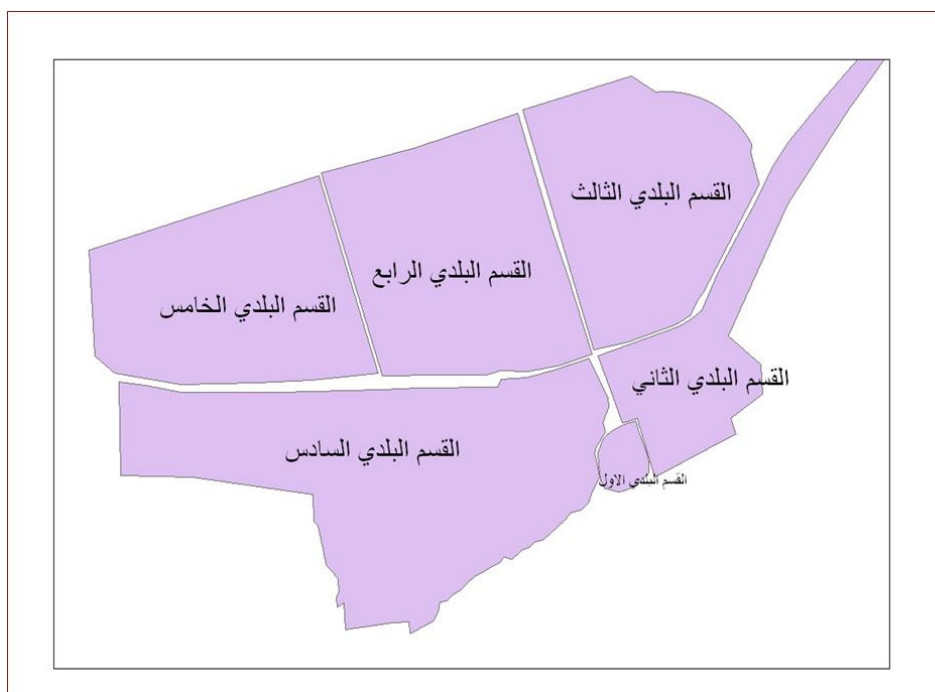 القسم البلدي الثالث
القسم البلدي الرابع
القسم البلدي الخامس
القسم البلدي الثاني
القسم البلدي السادس
القسم البلدي الاول